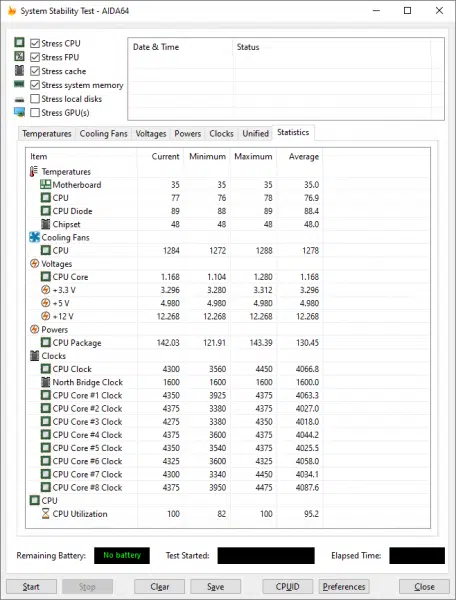 System Stability Test - AIDA64
Stress CPU
Stress FPU
Stress cache
Stress system memory
Stress local disks
Stress GPU(s)
Date & Time Status
Temperatures Cooling Fans Voltages Powers Clocks Unified Statistics
Item Current Minimum Maximum Average
Temperatures
Motherboard 35 35 35 35.0
CPU 77 76 78 76.9
CPU Diode 89 88 89 88.4
Chipset 48 48 48 48.0
Cooling Fans
CPU 1284 1272 1288 1278
Voltages
CPU Core 1.168 1.104 1.280 1.168
+3.3 V 3.296 3.280 3.312 3.296
+5 V 4.980 4.980 4.980 4.980
+12 V 12.268 12.268 12.268 12.268
Powers
CPU Package 142.03 121.91 143.39 130.45
Clocks
CPU Clock 4300 3560 4450 4066.8
North Bridge Clock 1600 1600 1600 1600.0
CPU Core #1 Clock 4350 3925 4375 4063.3
CPU Core #2 Clock 4375 3380 4375 4027.0
CPU Core #3 Clock 4275 3380 4350 4018.0
CPU Core #4 Clock 4375 3600 4375 4044.2
CPU Core #5 Clock 4350 3540 4375 4025.5
CPU Core #6 Clock 4325 3600 4325 4058.0
CPU Core #7 Clock 4300 3340 4450 4034.1
CPU Core #8 Clock 4375 3950 4475 4087.6
CPU
CPU Utilization 100 82 100 95.2
Remaining Battery: No battery Test Started: Elapsed Time:
Start Stop Clear Save CPUID Preferences Close